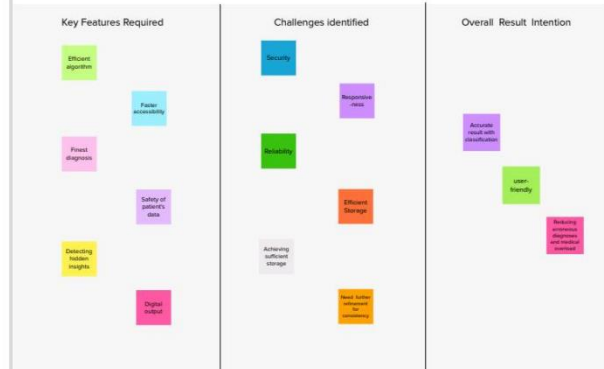 Key Features Required
Efficient
algorithm
Faster
accessibility
Finest
diagnosis
Safety of
patient's
data
Detecting
hidden
insights
Digital
output
Challenges identified
Security
Responsive
-ness
Reliability
Efficient
Storage
Achieving
sufficient
storage
Need further
refinement
for
consistency
Overall Result Intention
Accurate
result with
classification
user-
friendly
Reducing
erroneous
diagnoses
and medical
overload